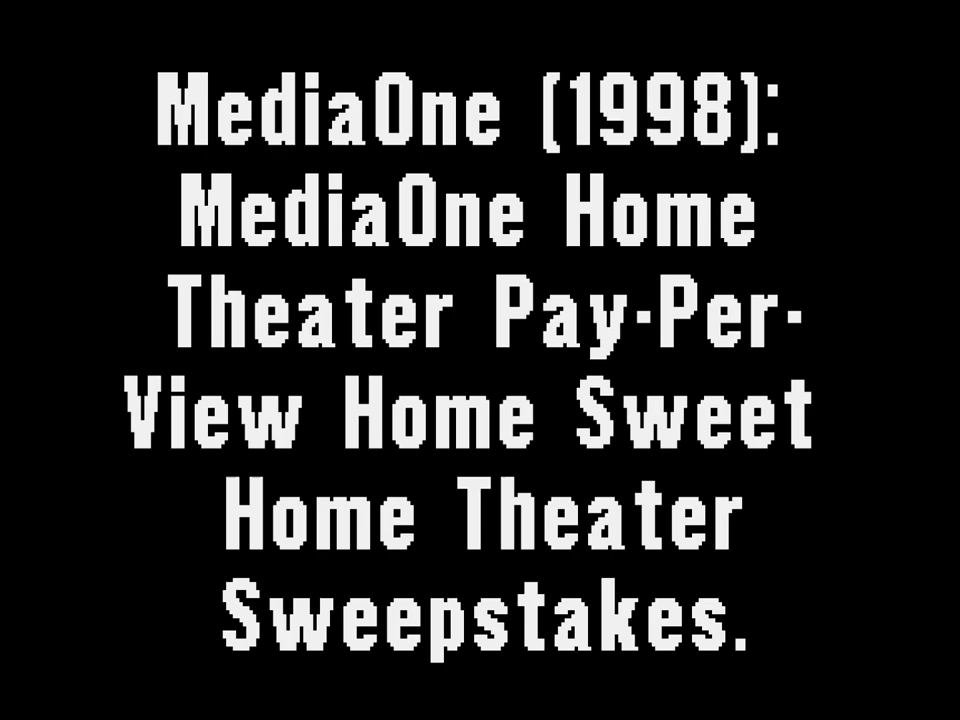 MediaOne (1998):
MediaOne Home
Theater Pay-Per-
View Home Sweet
Home Theater
Sweepstakes.